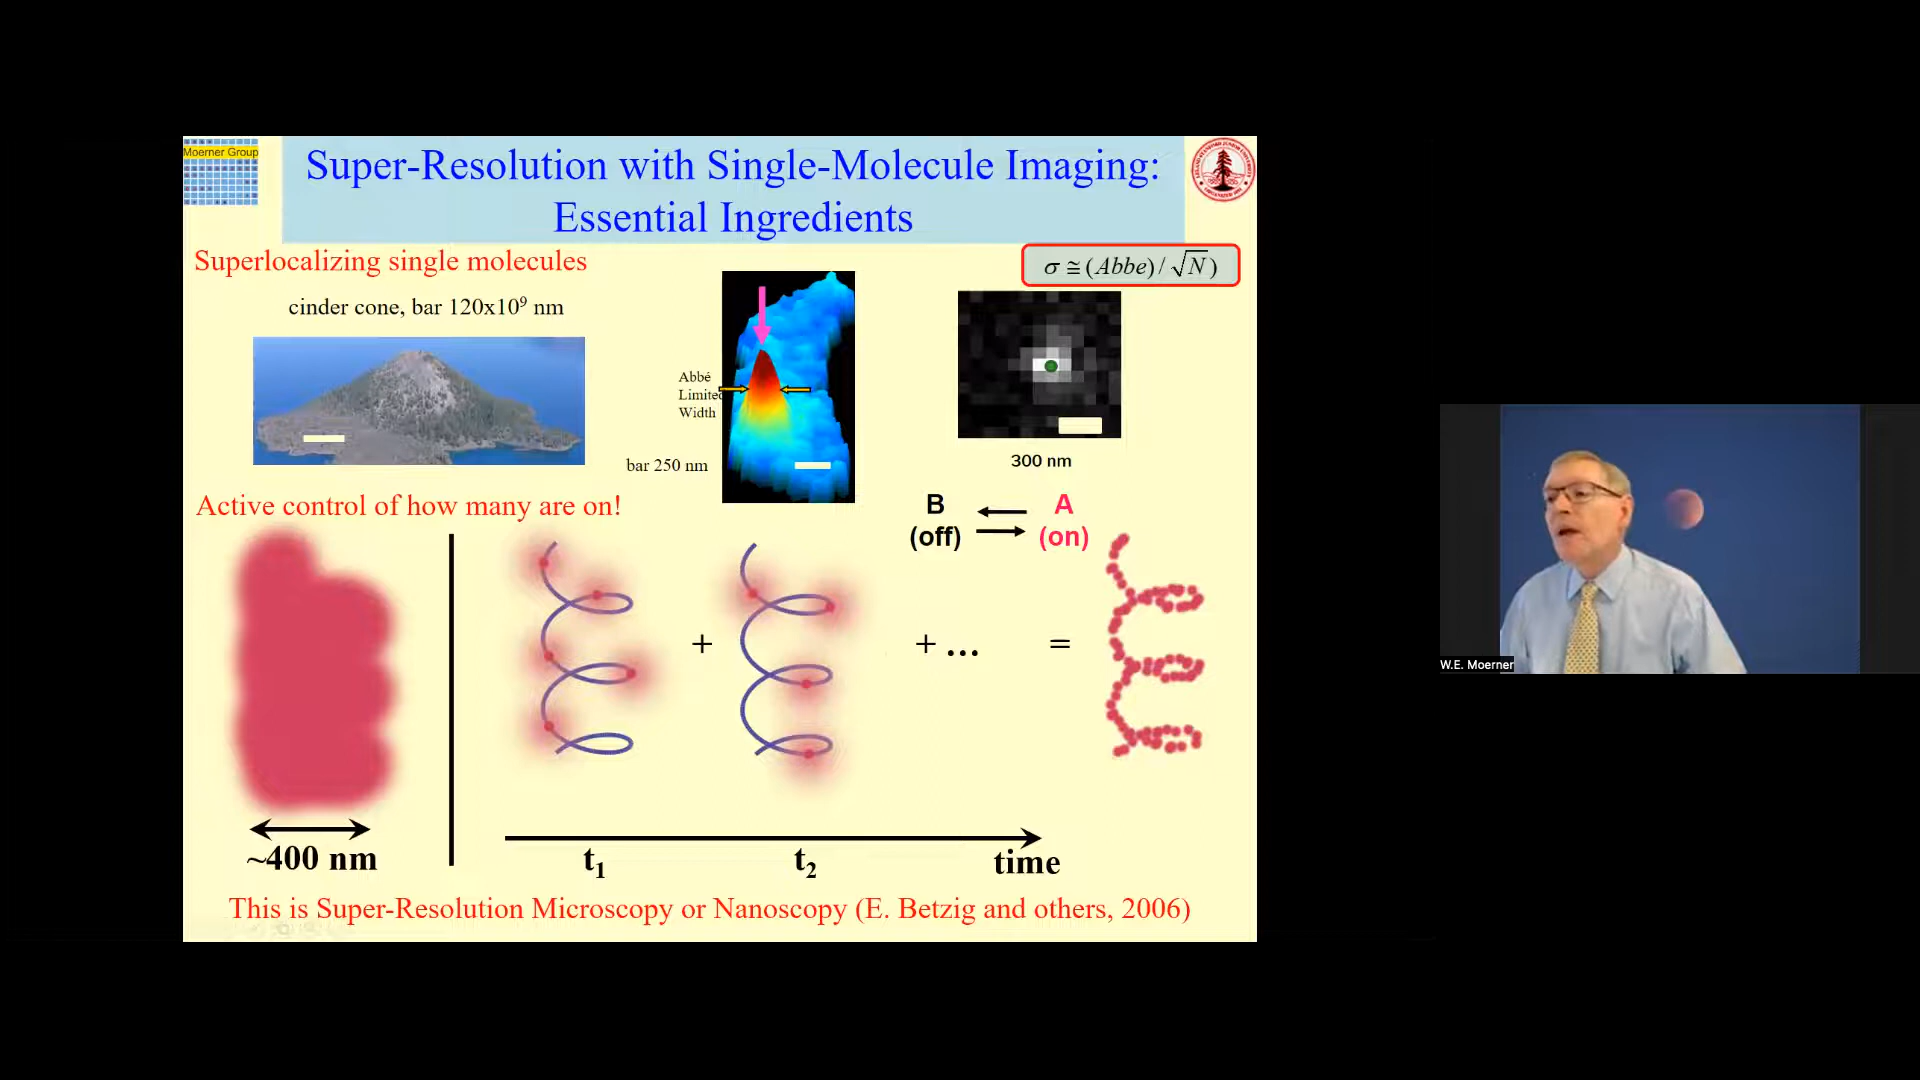 Moerner Group
Super-Resolution with Single-Molecule Imaging:
Essential Ingredients
Superlocalizing single molecules
σ ≅ (Abbe) / √N )
cinder cone, bar 120x10⁹ nm
Abbé
Limited
Width
bar 250 nm
300 nm
Active control of how many are on!
B
(off)
A
(on)
+
+ ...
=
~400 nm
t₁
t₂
time
This is Super-Resolution Microscopy or Nanoscopy (E. Betzig and others, 2006)
W.E. Moerner